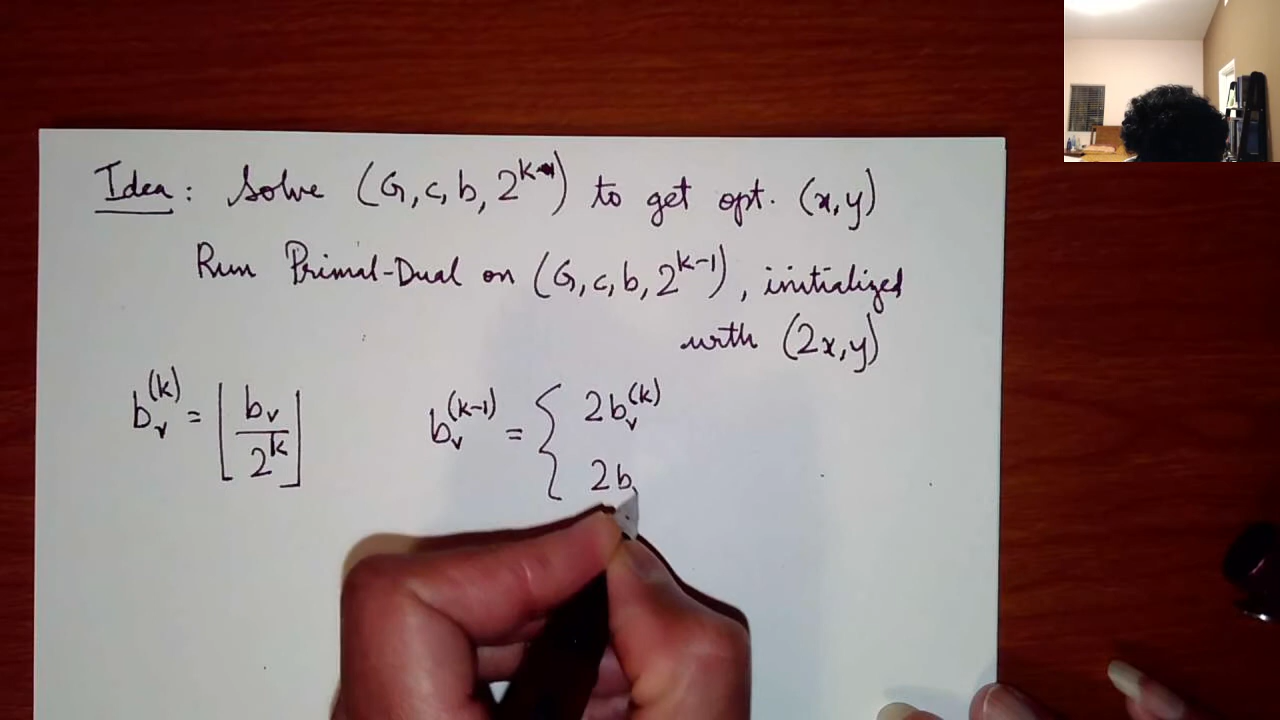 Idea: Solve (G, c, b, 2^k) to get opt. (x, y)
Run Primal-Dual on (G, c, b, 2^{k-1}), initialized
with (2x, y)
b_v^{(k)} = ⌊b_v / 2^k⌋  b_v^{(k-1)} = { 2b_v^{(k)}
2b